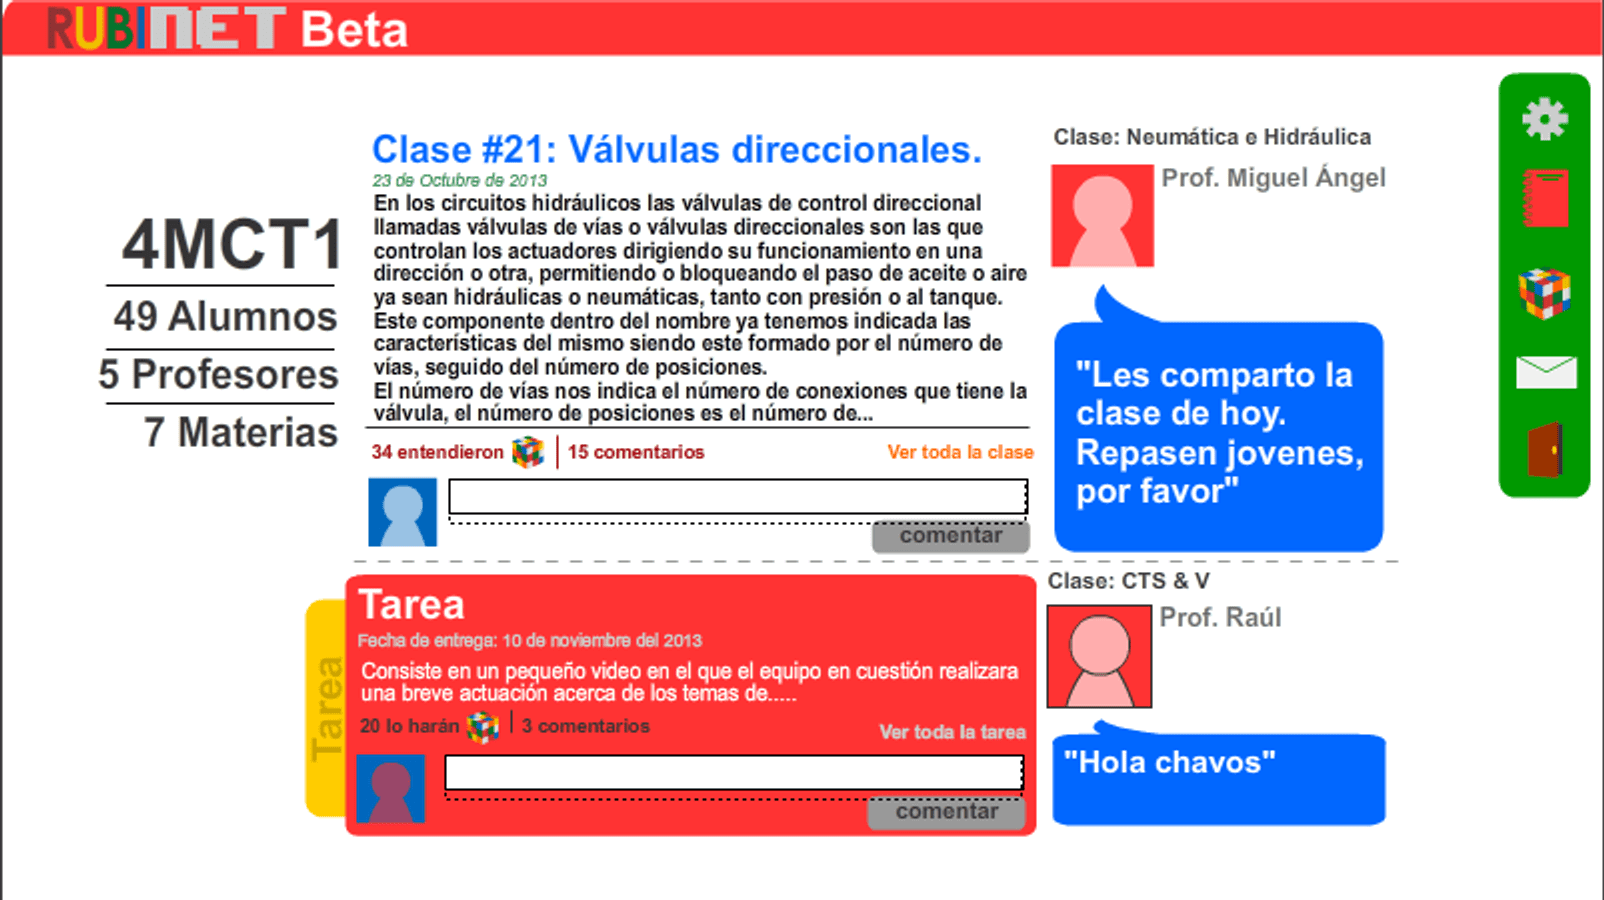 RUBINET Beta
4MCT1
49 Alumnos
5 Profesores
7 Materias
Clase #21: Válvulas direccionales.
23 de Octubre de 2013
En los circuitos hidráulicos las válvulas de control direccional
llamadas válvulas de vías o válvulas direccionales son las que
controlan los actuadores dirigiendo su funcionamiento en una
dirección o otra, permitiendo o bloqueando el paso de aceite o aire
ya sean hidráulicas o neumáticas, tanto con presión o al tanque.
Este componente dentro del nombre ya tenemos indicada las
características del mismo siendo este formado por el número de
vías, seguido del número de posiciones.
El número de vías nos indica el número de conexiones que tiene la
válvula, el número de posiciones es el número de...
34 entendieron | 15 comentarios
Ver toda la clase
comentar
Clase: Neumática e Hidráulica
Prof. Miguel Ángel
"Les comparto la
clase de hoy.
Repasen jovenes,
por favor"
Tarea
Tarea
Fecha de entrega: 10 de noviembre del 2013
Consiste en un pequeño video en el que el equipo en cuestión realizara
una breve actuación acerca de los temas de.....
20 lo harán | 3 comentarios
Ver toda la tarea
comentar
Clase: CTS & V
Prof. Raúl
"Hola chavos"